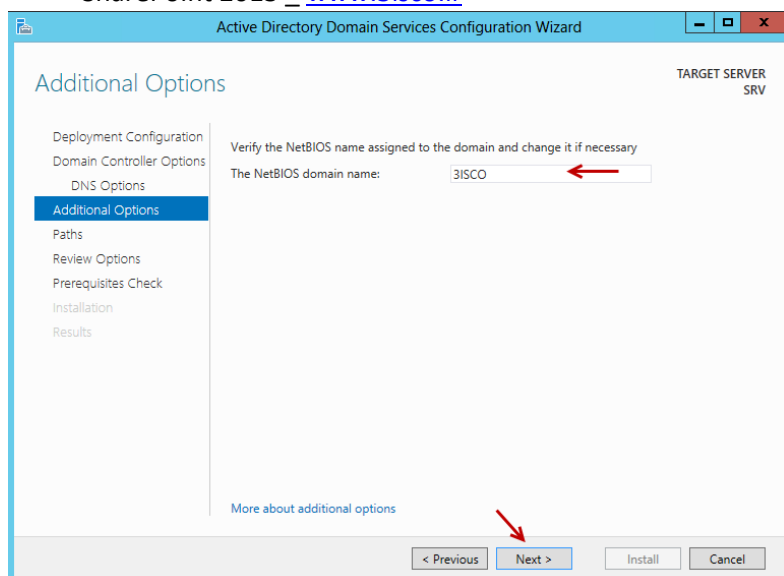 SharePoint 2013 _
Active Directory Domain Services Configuration Wizard
Additional Options
TARGET SERVER
SRV
Deployment Configuration
Domain Controller Options
DNS Options
Additional Options
Paths
Review Options
Prerequisites Check
Installation
Results
Verify the NetBIOS name assigned to the domain and change it if necessary
The NetBIOS domain name: 3ISCO
More about additional options
< Previous Next > Install Cancel